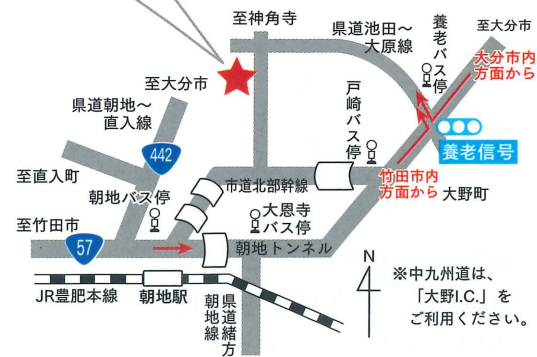 至神角寺
県道池田～
大原線
養老バス停
至大分市
大分市内
方面から
至大分市
県道朝地～
直入線
442
戸崎バス停
養老信号
至直入町
朝地バス停
市道北部幹線
竹田市内
方面から
大野町
大恩寺
バス停
至竹田市
57
朝地トンネル
N
JR豊肥本線
朝地駅
県道緒方
朝地線
※中九州道は、
「大野I.C.」を
ご利用ください。